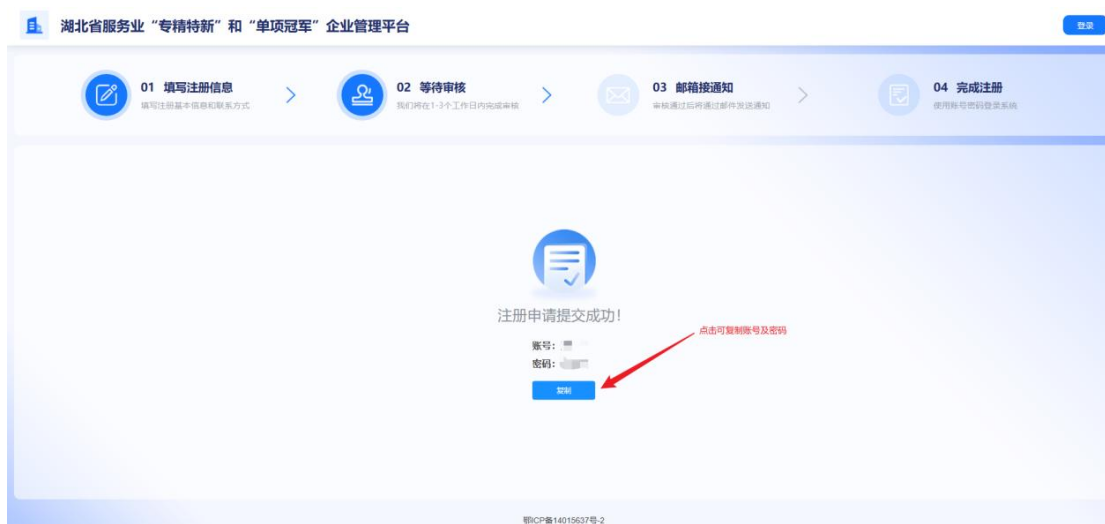 湖北省服务业“专精特新”和“单项冠军”企业管理平台
登录
01 填写注册信息
填写注册基本信息和联系方式
02 等待审核
我们将在1-3个工作日内完成审核
03 邮箱接通知
审核通过后将通过邮件发送通知
04 完成注册
使用账号密码登录系统
注册申请提交成功!
点击可复制账号及密码
账号:
密码:
复制
鄂ICP备14015637号-2